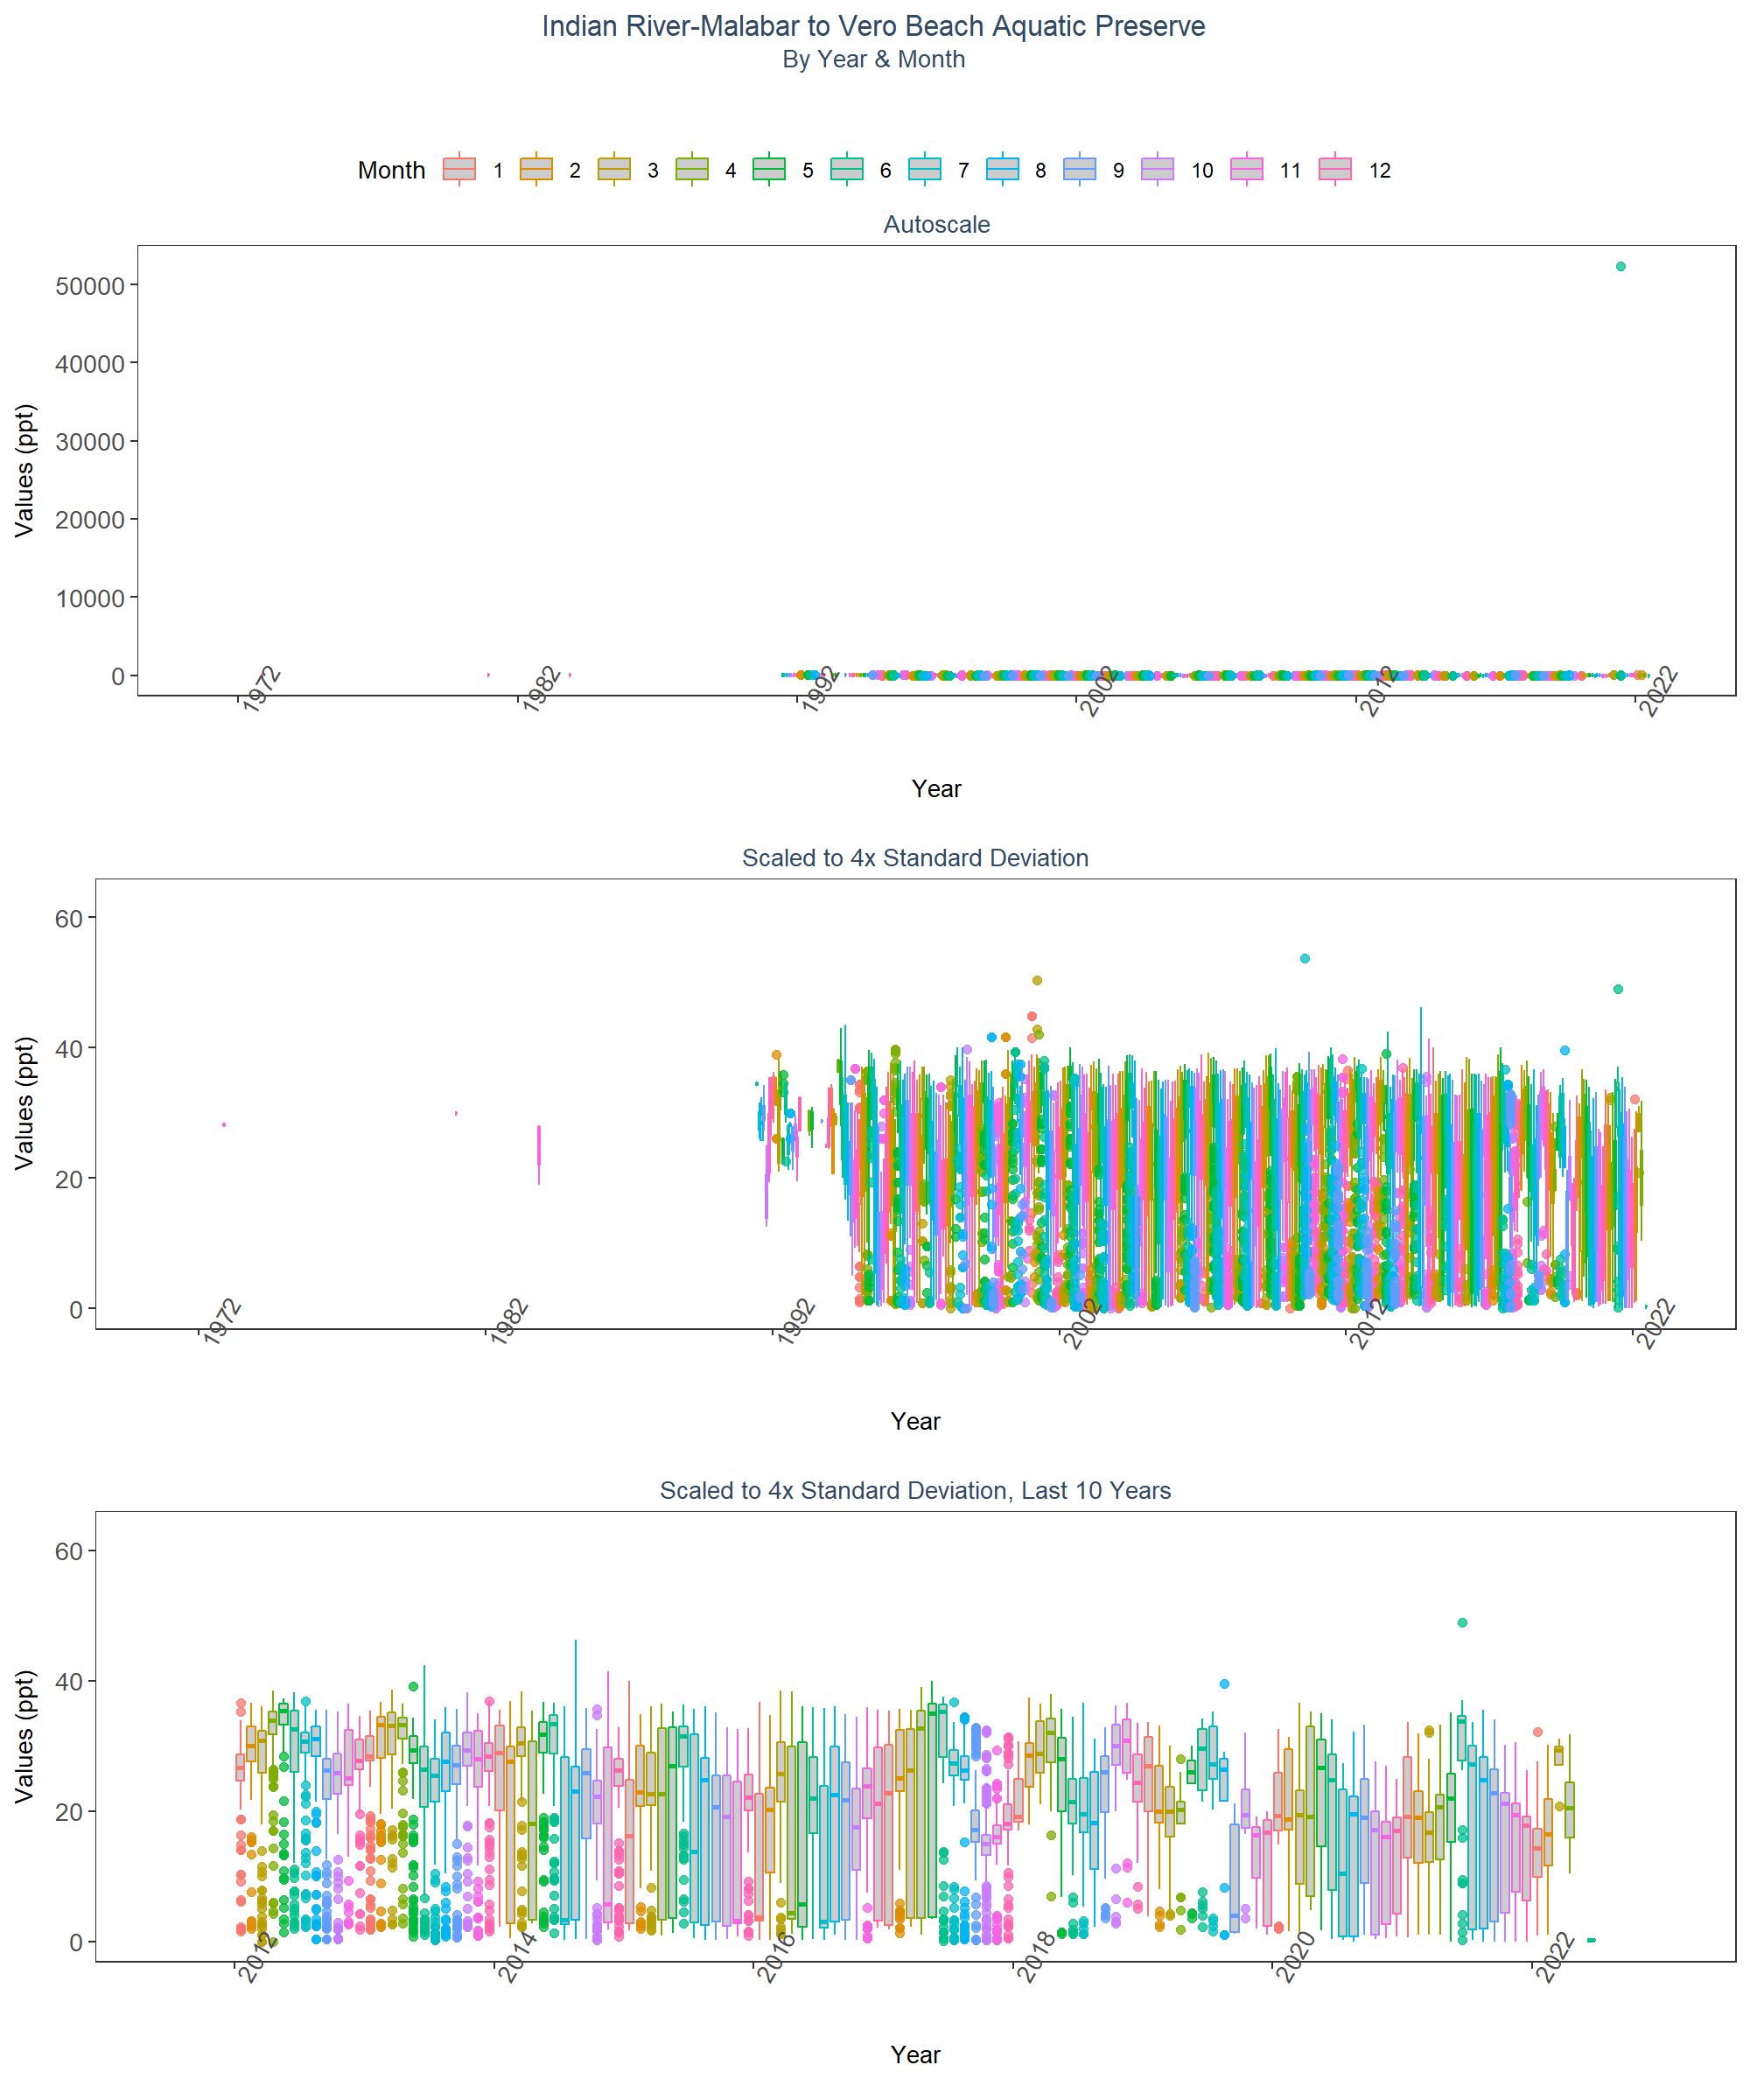 Indian River-Malabar to Vero Beach Aquatic Preserve
By Year & Month
Month 1 2 3 4 5 6 7 8 9 10 11 12
Autoscale
Values (ppt)
50000
40000
30000
20000
10000
0
1972 1982 1992 2002 2012 2022
Year
Scaled to 4x Standard Deviation
Values (ppt)
60
40
20
0
1972 1982 1992 2002 2012 2022
Year
Scaled to 4x Standard Deviation, Last 10 Years
Values (ppt)
60
40
20
0
2012 2014 2016 2018 2020 2022
Year